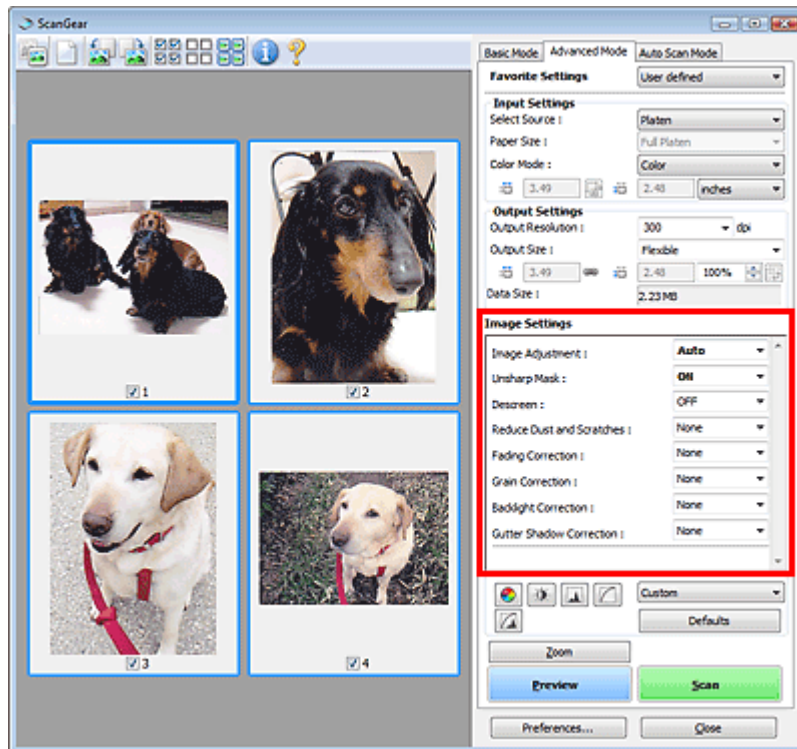 ScanGear
Basic Mode Advanced Mode Auto Scan Mode
Favorite Settings User defined
Input Settings
Select Source : Platen
Paper Size : Full Platen
Color Mode : Color
3.49 2.48 inches
Output Settings
Output Resolution : 300 dpi
Output Size : Flexible
3.49 2.48 100%
Data Size : 2.23 MB
Image Settings
Image Adjustment : Auto
Unsharp Mask : ON
Descreen : OFF
Reduce Dust and Scratches : None
Fading Correction : None
Grain Correction : None
Backlight Correction : None
Gutter Shadow Correction : None
1
2
3
4
Custom
Defaults
Zoom
Preview Scan
Preferences... Close